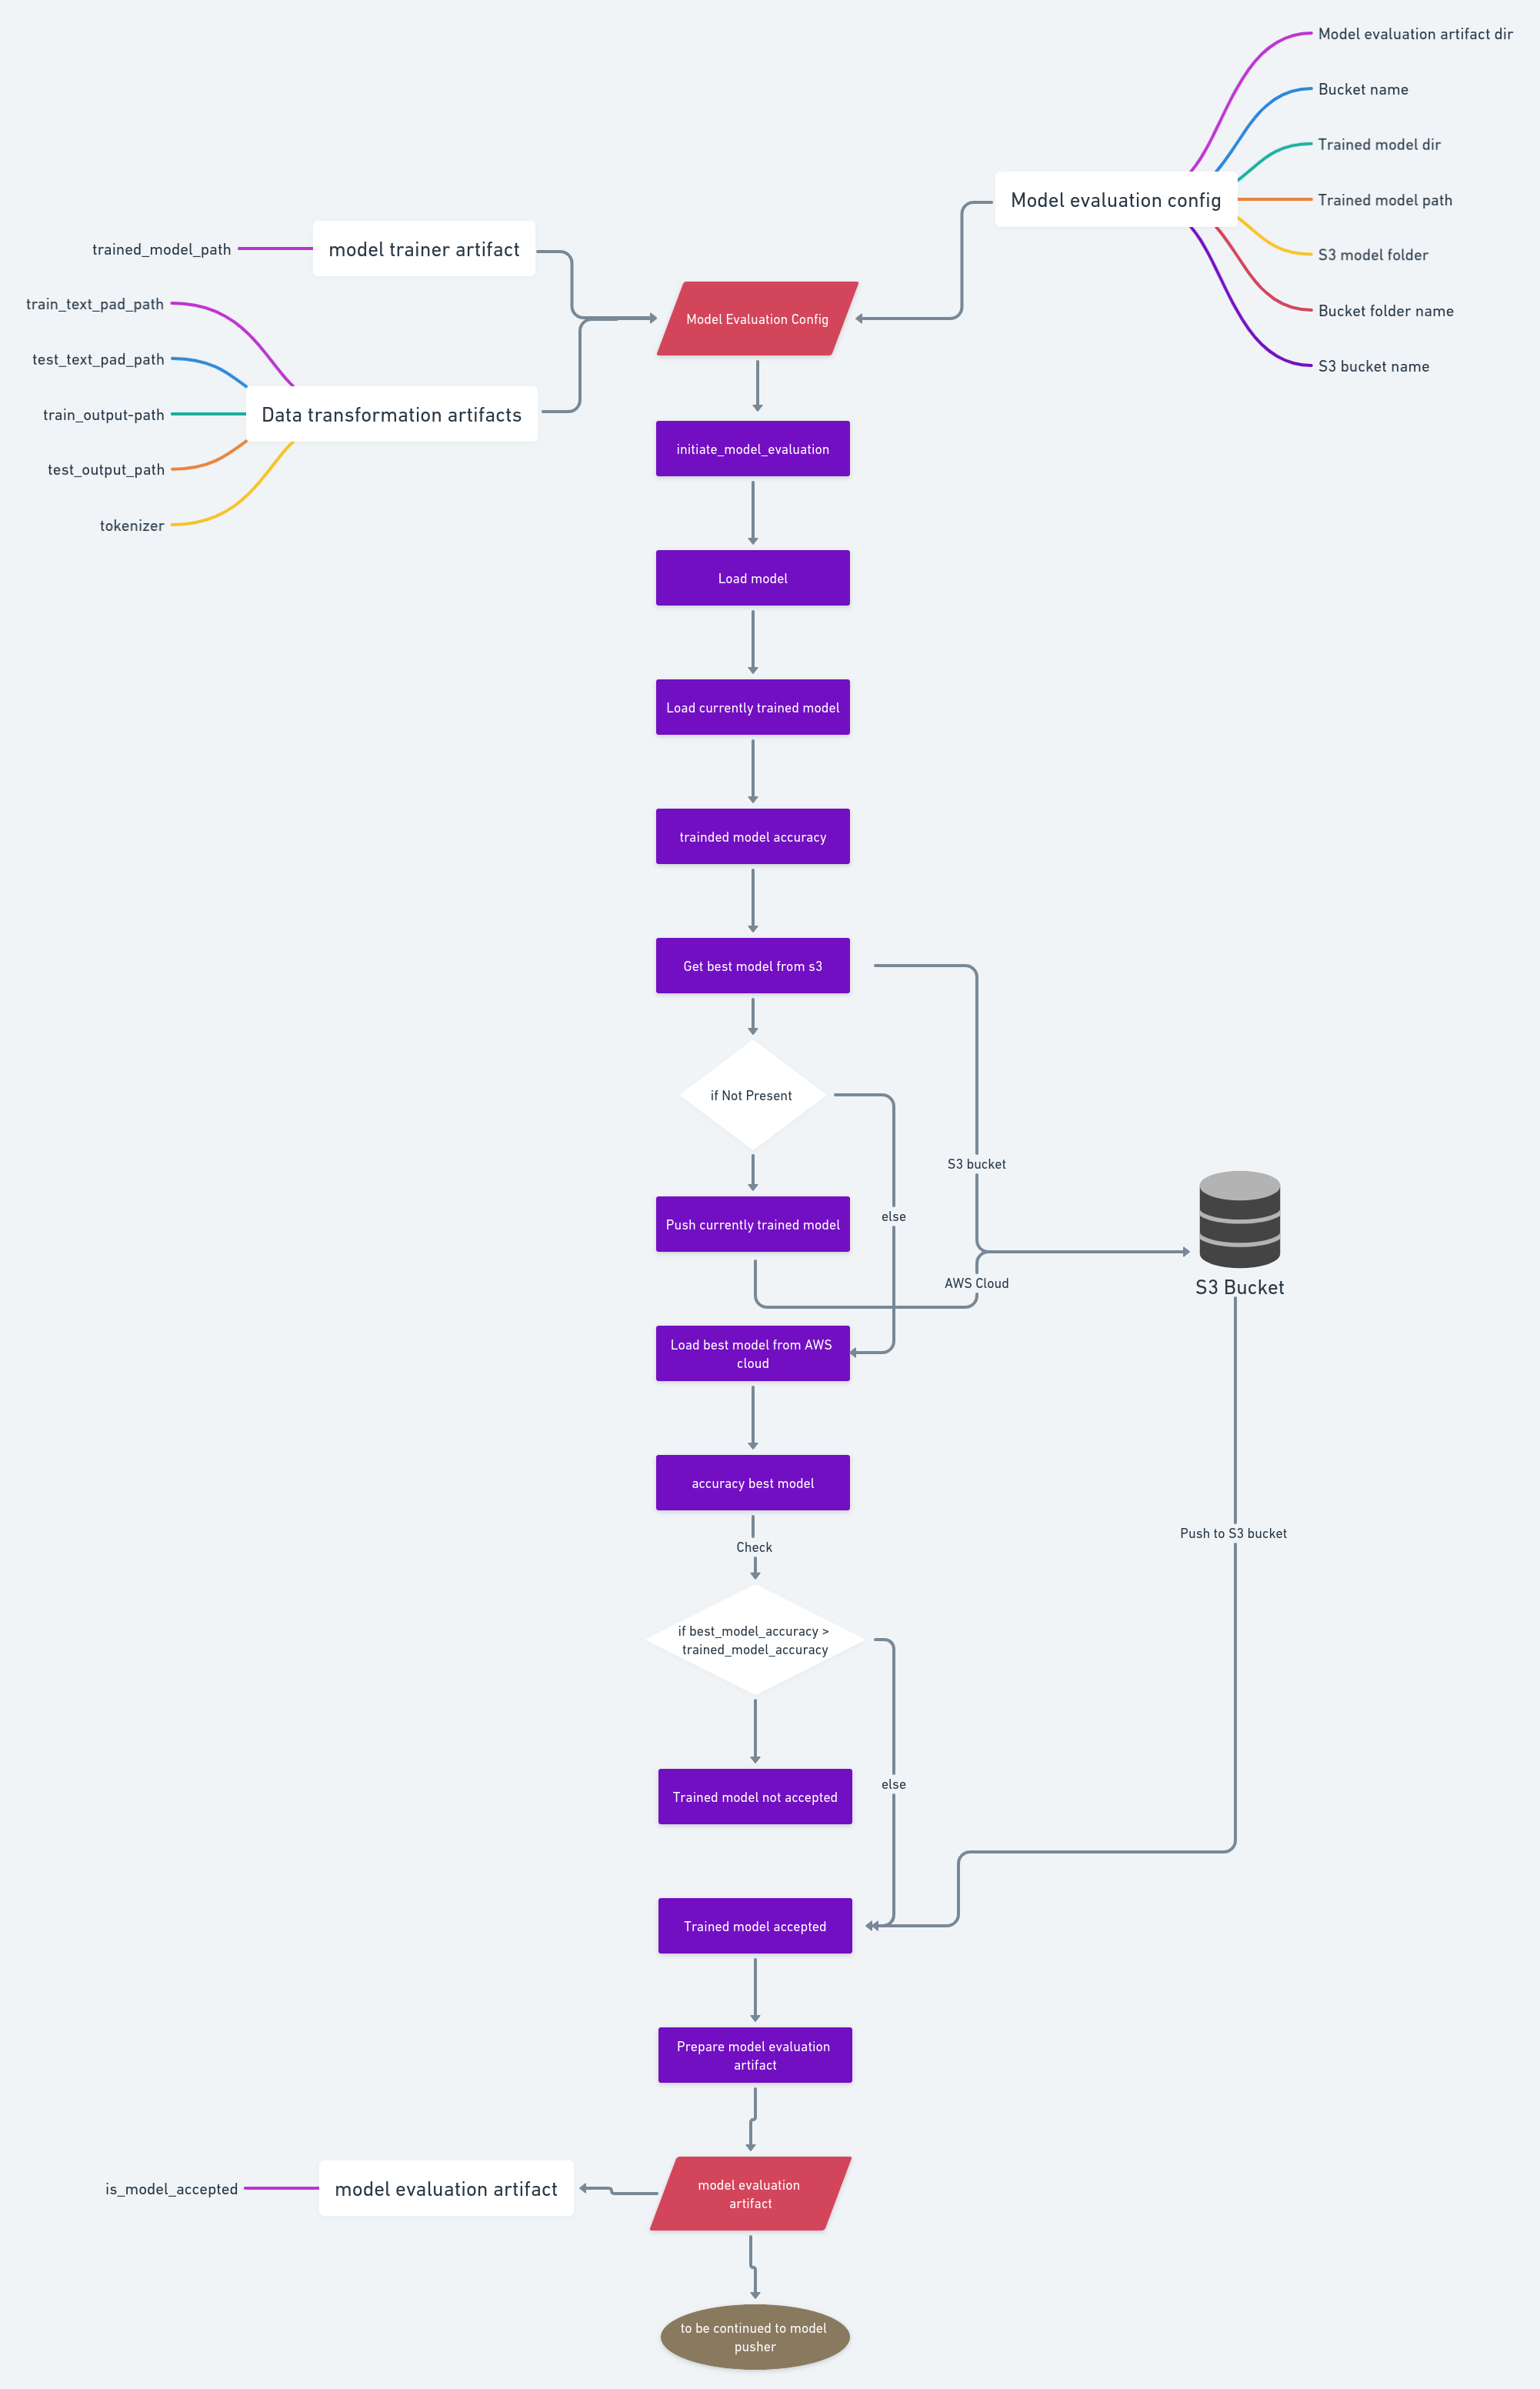 Model evaluation artifact dir
Bucket name
Trained model dir
Model evaluation config
Trained model path
S3 model folder
Bucket folder name
S3 bucket name
trained_model_path
model trainer artifact
train_text_pad_path
test_text_pad_path
train_output-path
Data transformation artifacts
test_output_path
tokenizer
Model Evaluation Config
initiate_model_evaluation
Load model
Load currently trained model
trainded model accuracy
Get best model from s3
if Not Present
S3 bucket
else
Push currently trained model
AWS Cloud
S3 Bucket
Load best model from AWS
cloud
accuracy best model
Check
Push to S3 bucket
if best_model_accuracy >
trained_model_accuracy
else
Trained model not accepted
Trained model accepted
Prepare model evaluation
artifact
is_model_accepted
model evaluation artifact
model evaluation
artifact
to be continued to model
pusher